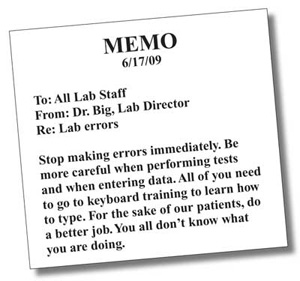 MEMO
6/17/09
To: All Lab Staff
From: Dr. Big, Lab Director
Re: Lab errors
Stop making errors immediately. Be
more careful when performing tests
and when entering data. All of you need
to go to keyboard training to learn how
to type. For the sake of our patients, do
a better job. You all don't know what
you are doing.